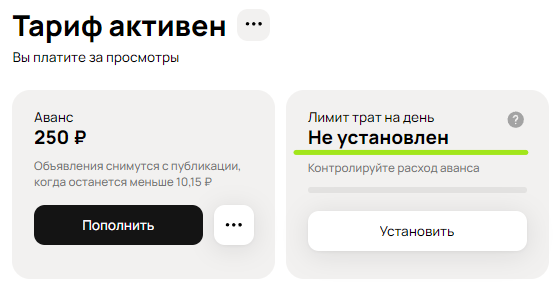 Тариф активен
Вы платите за просмотры
Аванс
250 ₽
Объявления снимутся с публикации,
когда останется меньше 10,15 ₽
Пополнить
Лимит трат на день
?
Не установлен
Контролируйте расход аванса
Установить